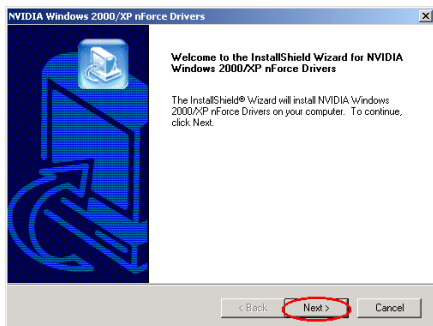 NVIDIA Windows 2000/XP nForce Drivers
Welcome to the InstallShield Wizard for NVIDIA
Windows 2000/XP nForce Drivers
The InstallShield® Wizard will install NVIDIA Windows
2000/XP nForce Drivers on your computer. To continue,
click Next.
< Back Next > Cancel